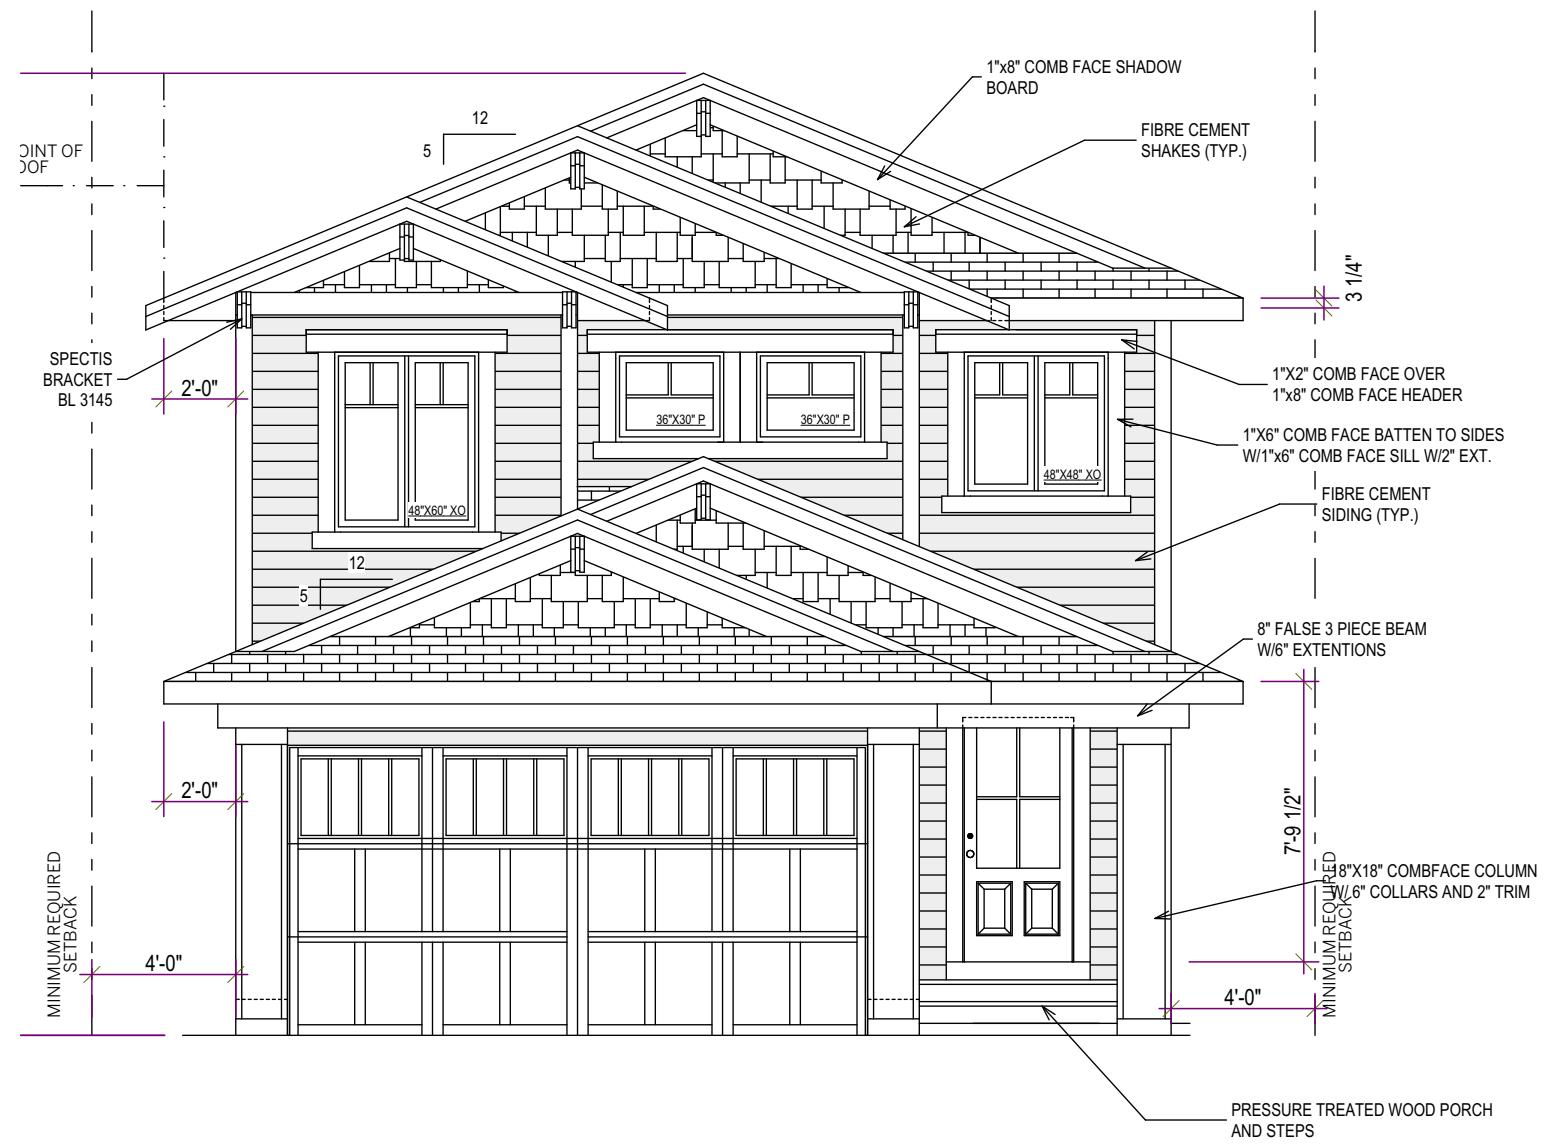 1"x8" COMB FACE SHADOW
BOARD
12
5
FIBRE CEMENT
SHAKES (TYP.)
OINT OF
OOF
3 1/4"
SPECTIS
BRACKET
BL 3145
2'-0"
1"X2" COMB FACE OVER
1"x8" COMB FACE HEADER
36"X30" P
36"X30" P
1"X6" COMB FACE BATTEN TO SIDES
W/1"x6" COMB FACE SILL W/2" EXT.
48"X48" XO
48"X60" XO
FIBRE CEMENT
SIDING (TYP.)
12
5
8" FALSE 3 PIECE BEAM
W/6" EXTENTIONS
2'-0"
7'-9 1/2"
18"X18" COMBFACE COLUMN
W/ 6" COLLARS AND 2" TRIM
MINIMUM REQUIRED
SETBACK
MINIMUM REQUIRED
SETBACK
4'-0"
4'-0"
PRESSURE TREATED WOOD PORCH
AND STEPS